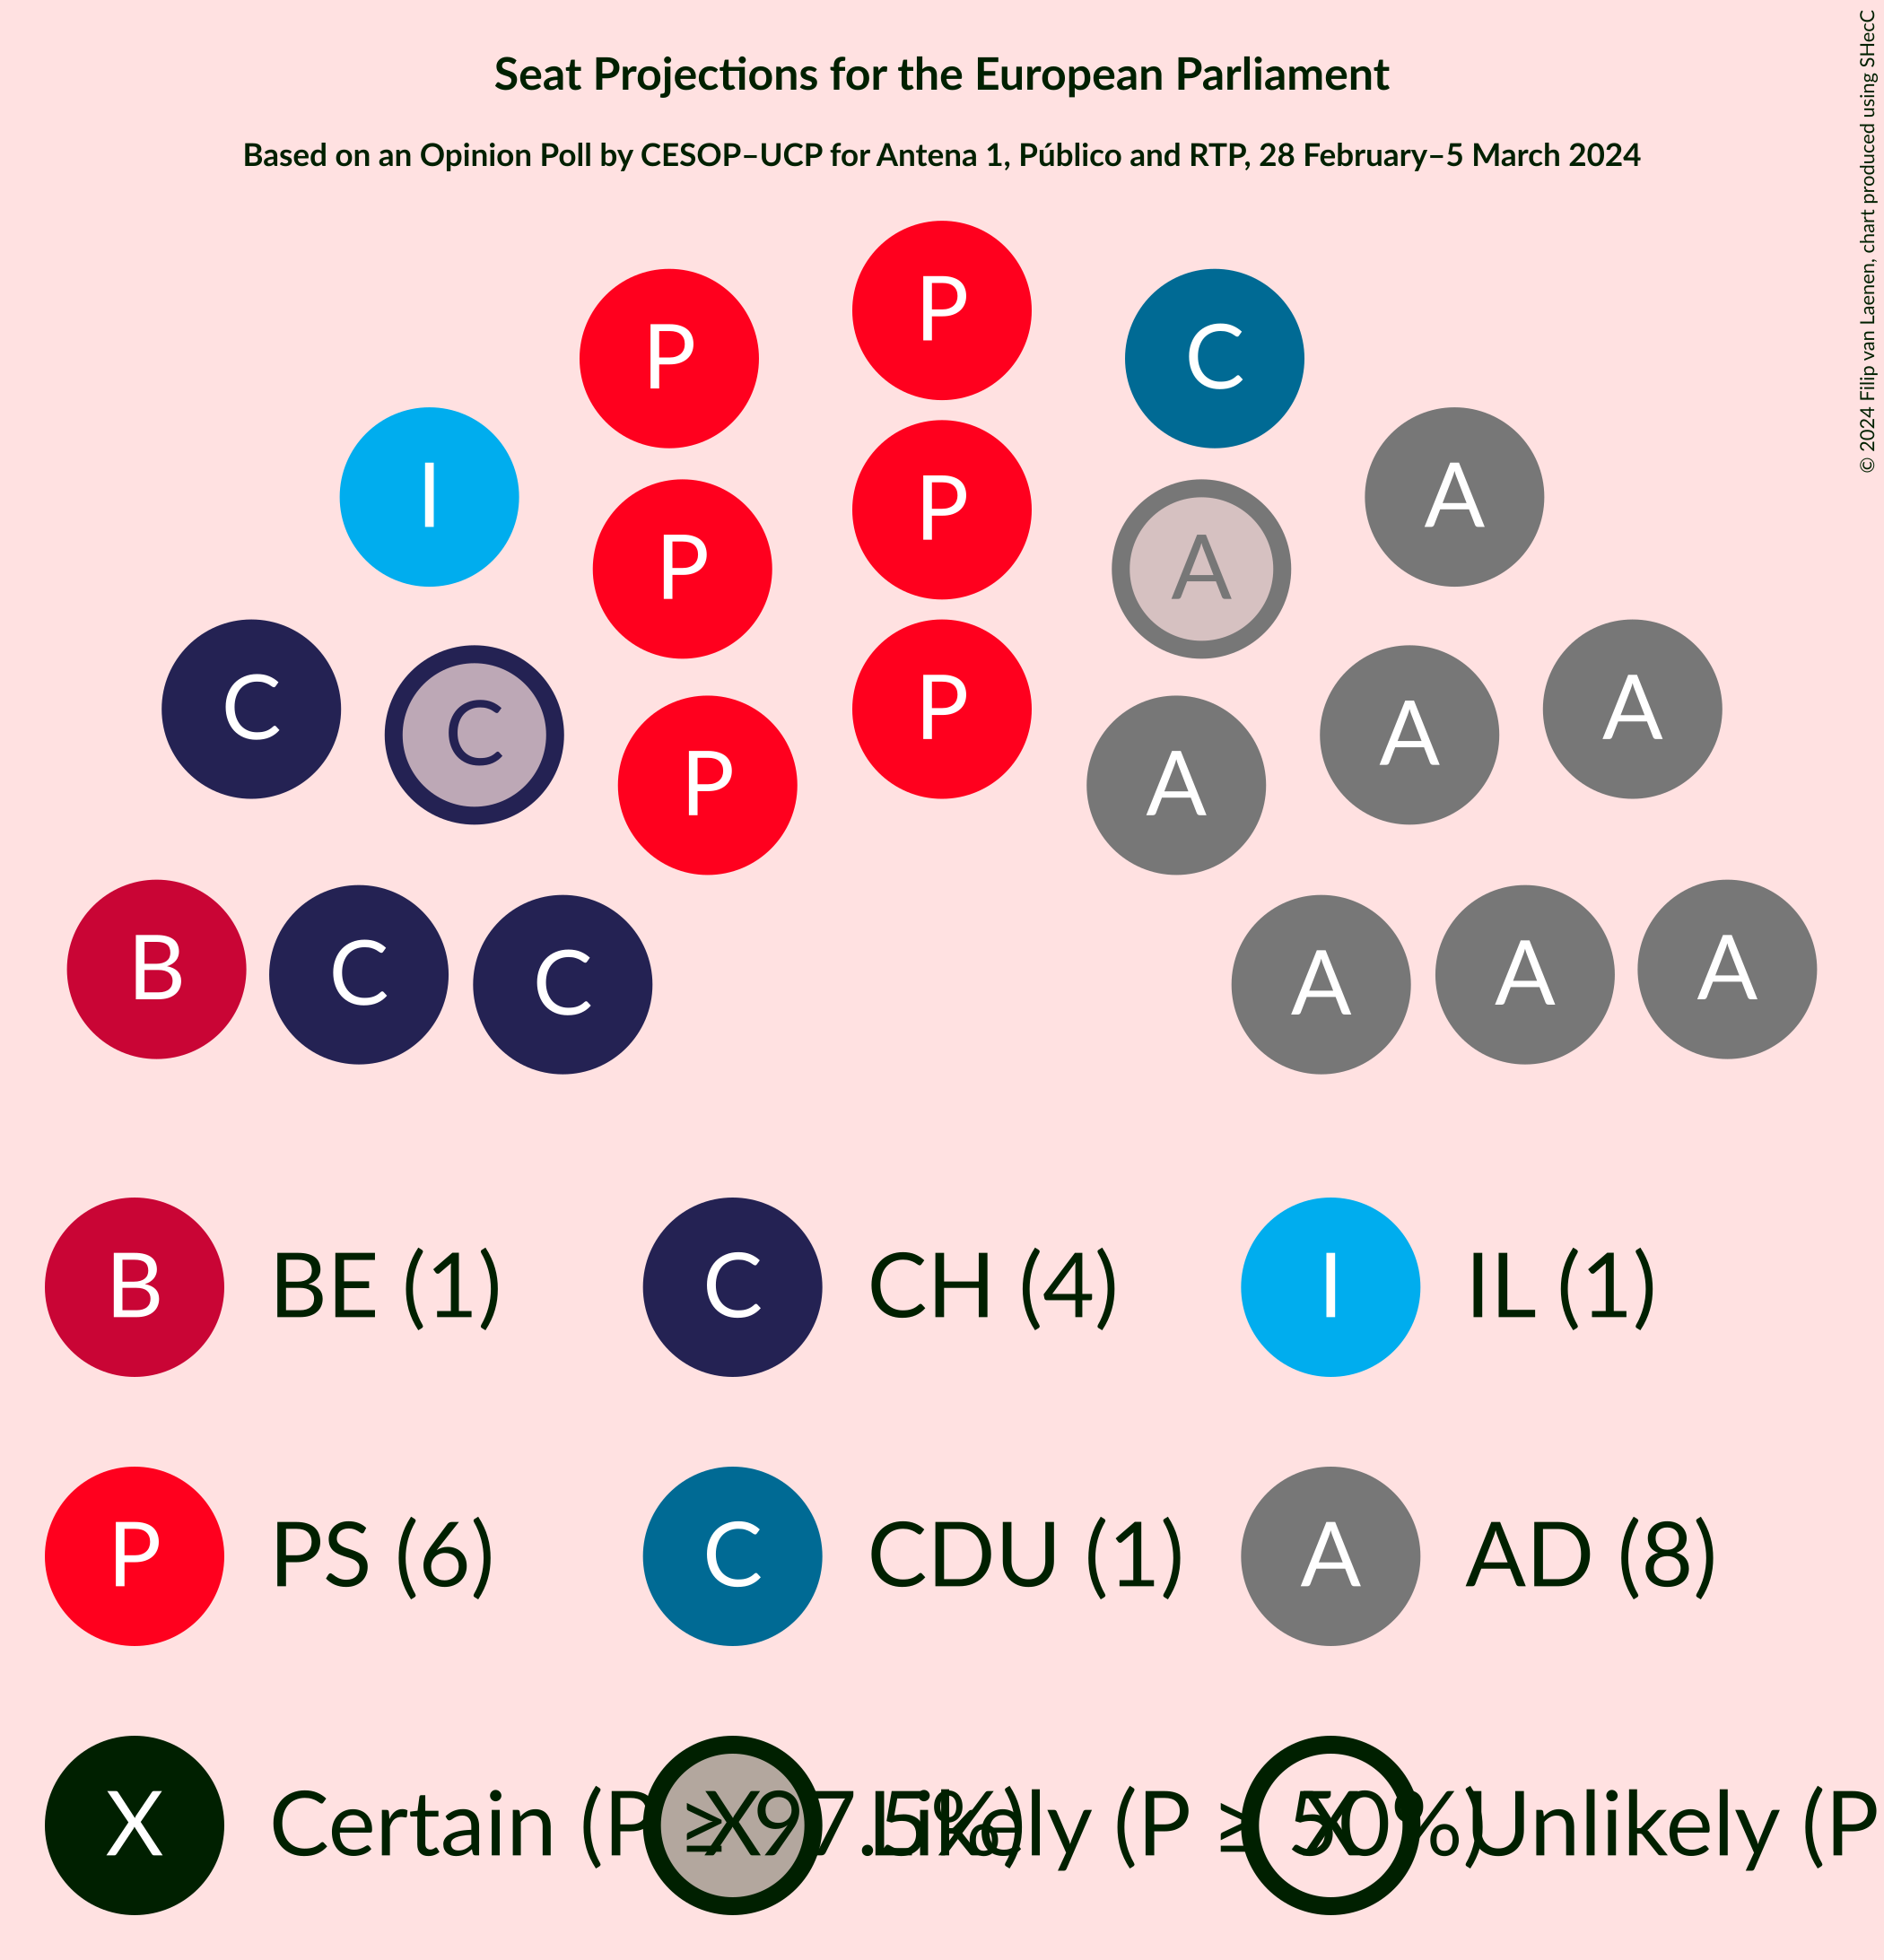 Seat Projections for the European Parliament
Based on an Opinion Poll by CESOP–UCP for Antena 1, Público and RTP, 28 February–5 March 2024
© 2024 Filip van Laenen, chart produced using SHecC
P
P
C
I
P
A
P
P
A
C
C
P
P
A
A
A
B
C
C
A
A
A
B BE (1) C CH (4) I IL (1)
P PS (6) C CDU (1) A AD (8)
X Certain (P ≥ 97.5%) X Likely (P ≥ 50%) X Unlikely (P